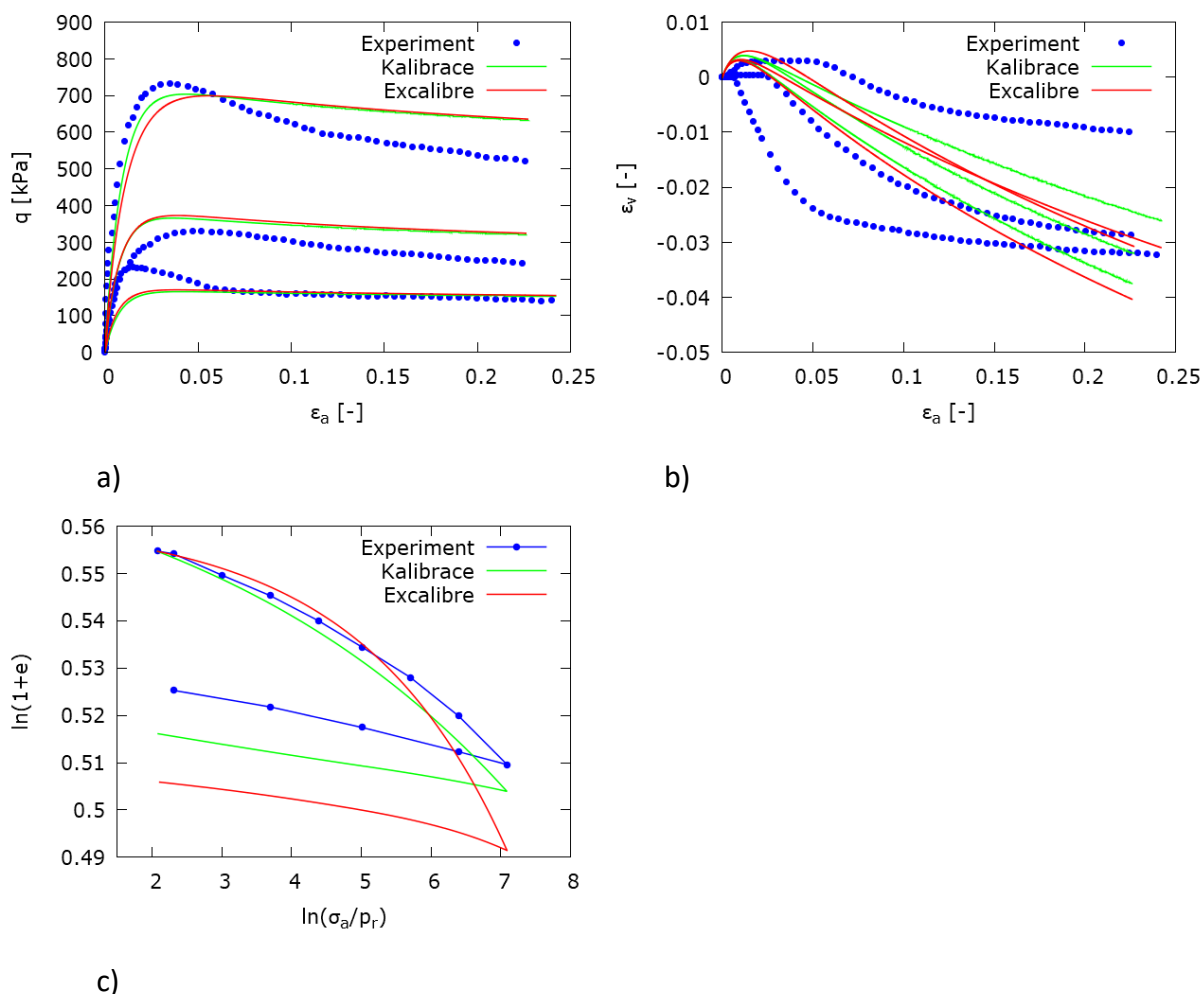 900
800
700
600
500
400
300
200
100
0
q [kPa]
Experiment
Kalibrace
Excalibre
0 0.05 0.1 0.15 0.2 0.25
εa [-]
a)
0.01
0
-0.01
-0.02
-0.03
-0.04
-0.05
εv [-]
Experiment
Kalibrace
Excalibre
0 0.05 0.1 0.15 0.2 0.25
εa [-]
b)
0.56
0.55
0.54
0.53
0.52
0.51
0.5
0.49
ln(1+e)
Experiment
Kalibrace
Excalibre
2 3 4 5 6 7 8
ln(σa/pr)
c)